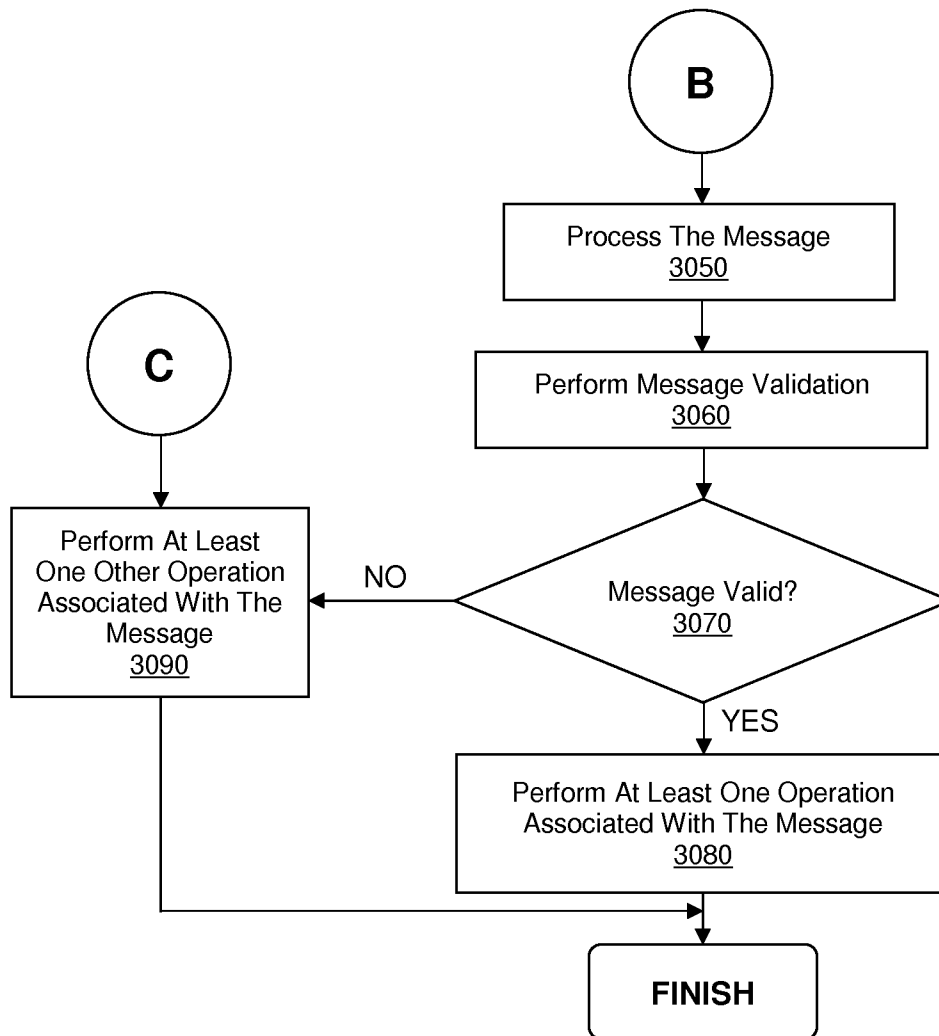 B
Process The Message
3050
C
Perform Message Validation
3060
Perform At Least
One Other Operation
Associated With The
Message
3090
NO
Message Valid?
3070
YES
Perform At Least One Operation
Associated With The Message
3080
FINISH